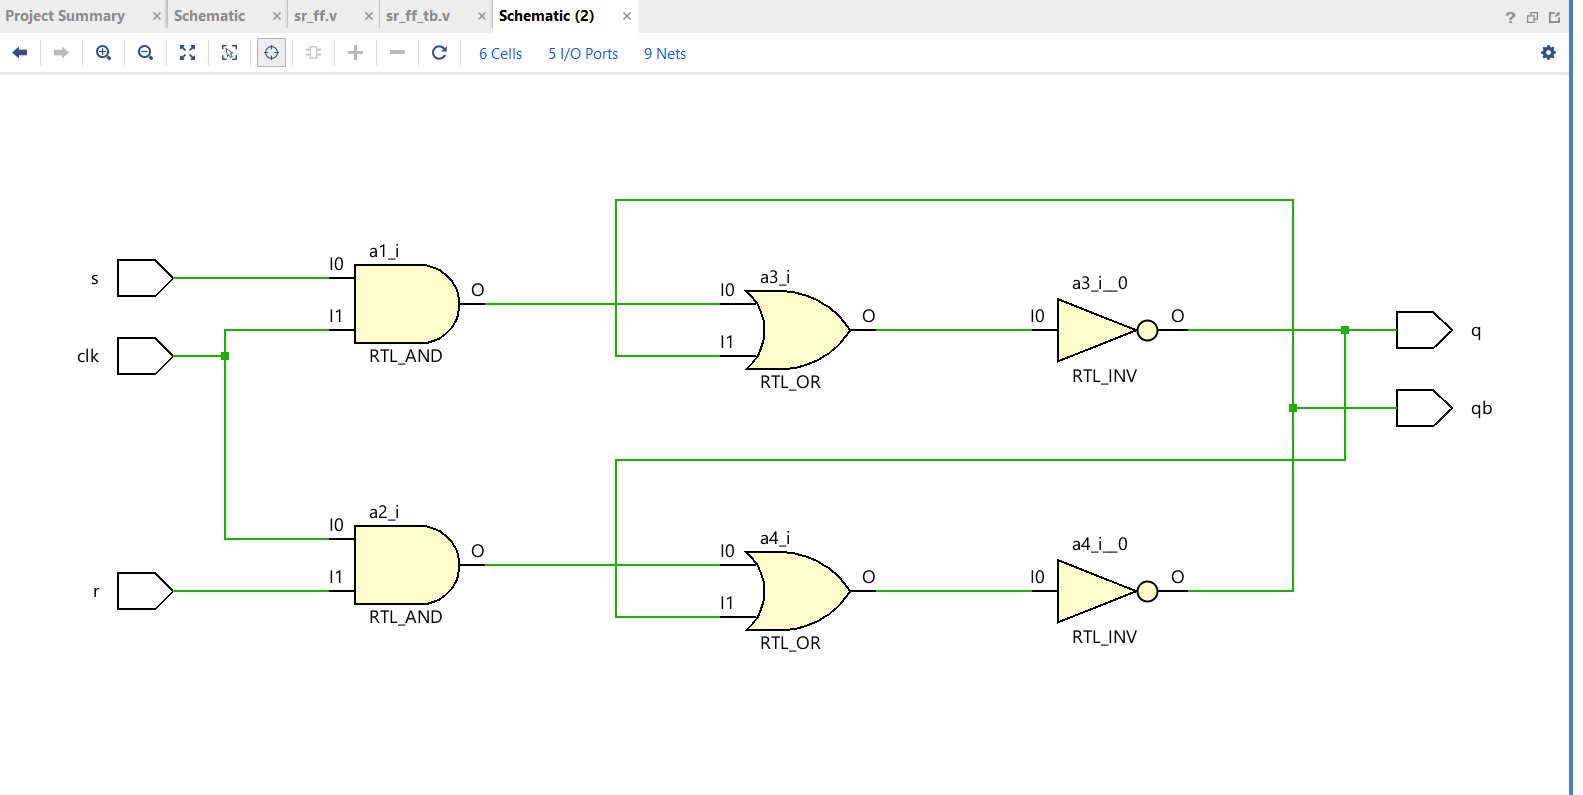 Project Summary × Schematic × sr_ff.v × sr_ff_tb.v × Schematic (2) × ?
6 Cells 5 I/O Ports 9 Nets
a1_i
s I0 O
I1
clk RTL_AND
a3_i
I0 O
I1
RTL_OR
a3_i__0
I0 O
RTL_INV
q
qb
a2_i
I0 O
I1
r RTL_AND
a4_i
I0 O
I1
RTL_OR
a4_i__0
I0 O
RTL_INV